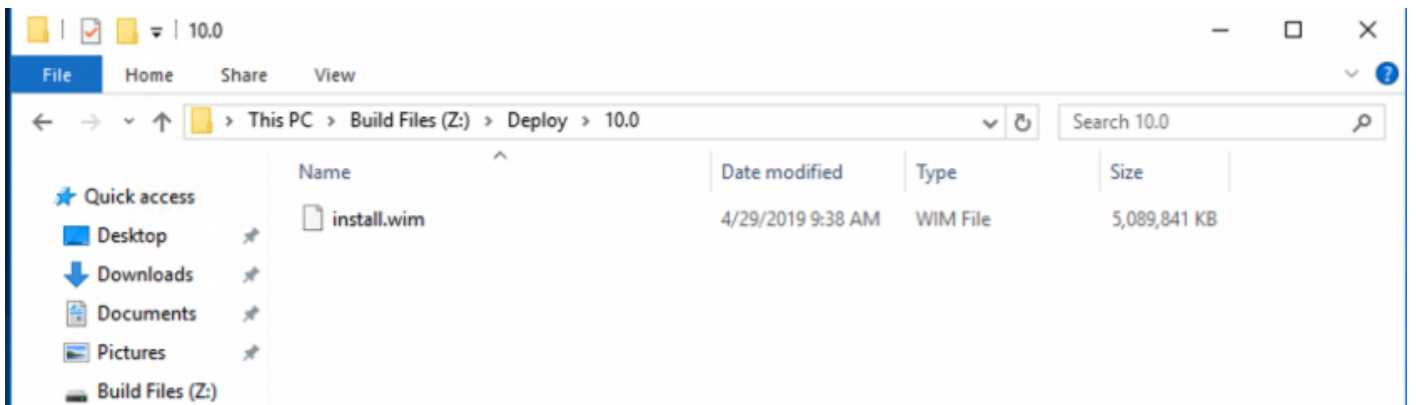 10.0
File Home Share View
This PC > Build Files (Z:) > Deploy > 10.0
Search 10.0
Name Date modified Type Size
Quick access
install.wim 4/29/2019 9:38 AM WIM File 5,089,841 KB
Desktop
Downloads
Documents
Pictures
Build Files (Z:)